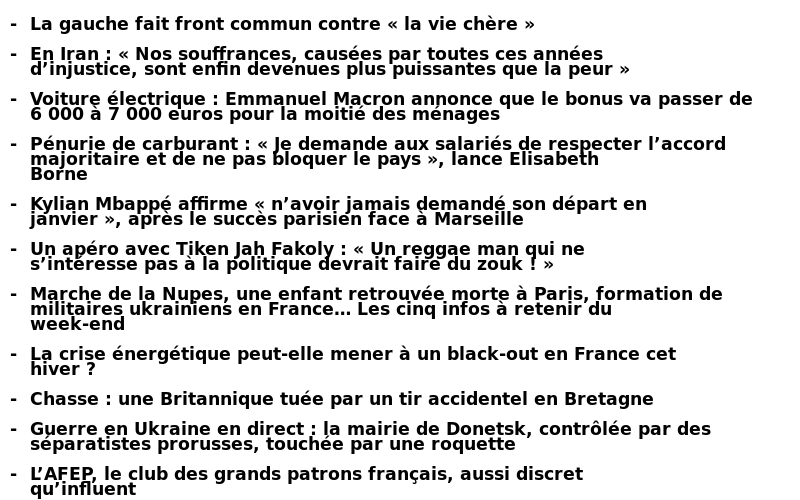 - La gauche fait front commun contre « la vie chère »
- En Iran : « Nos souffrances, causées par toutes ces années
d’injustice, sont enfin devenues plus puissantes que la peur »
- Voiture électrique : Emmanuel Macron annonce que le bonus va passer de
6 000 à 7 000 euros pour la moitié des ménages
- Pénurie de carburant : « Je demande aux salariés de respecter l’accord
majoritaire et de ne pas bloquer le pays », lance Elisabeth
Borne
- Kylian Mbappé affirme « n’avoir jamais demandé son départ en
janvier », après le succès parisien face à Marseille
- Un apéro avec Tiken Jah Fakoly : « Un reggae man qui ne
s’intéresse pas à la politique devrait faire du zouk ! »
- Marche de la Nupes, une enfant retrouvée morte à Paris, formation de
militaires ukrainiens en France… Les cinq infos à retenir du
week-end
- La crise énergétique peut-elle mener à un black-out en France cet
hiver ?
- Chasse : une Britannique tuée par un tir accidentel en Bretagne
- Guerre en Ukraine en direct : la mairie de Donetsk, contrôlée par des
séparatistes prorusses, touchée par une roquette
- L’AFEP, le club des grands patrons français, aussi discret
qu’influent